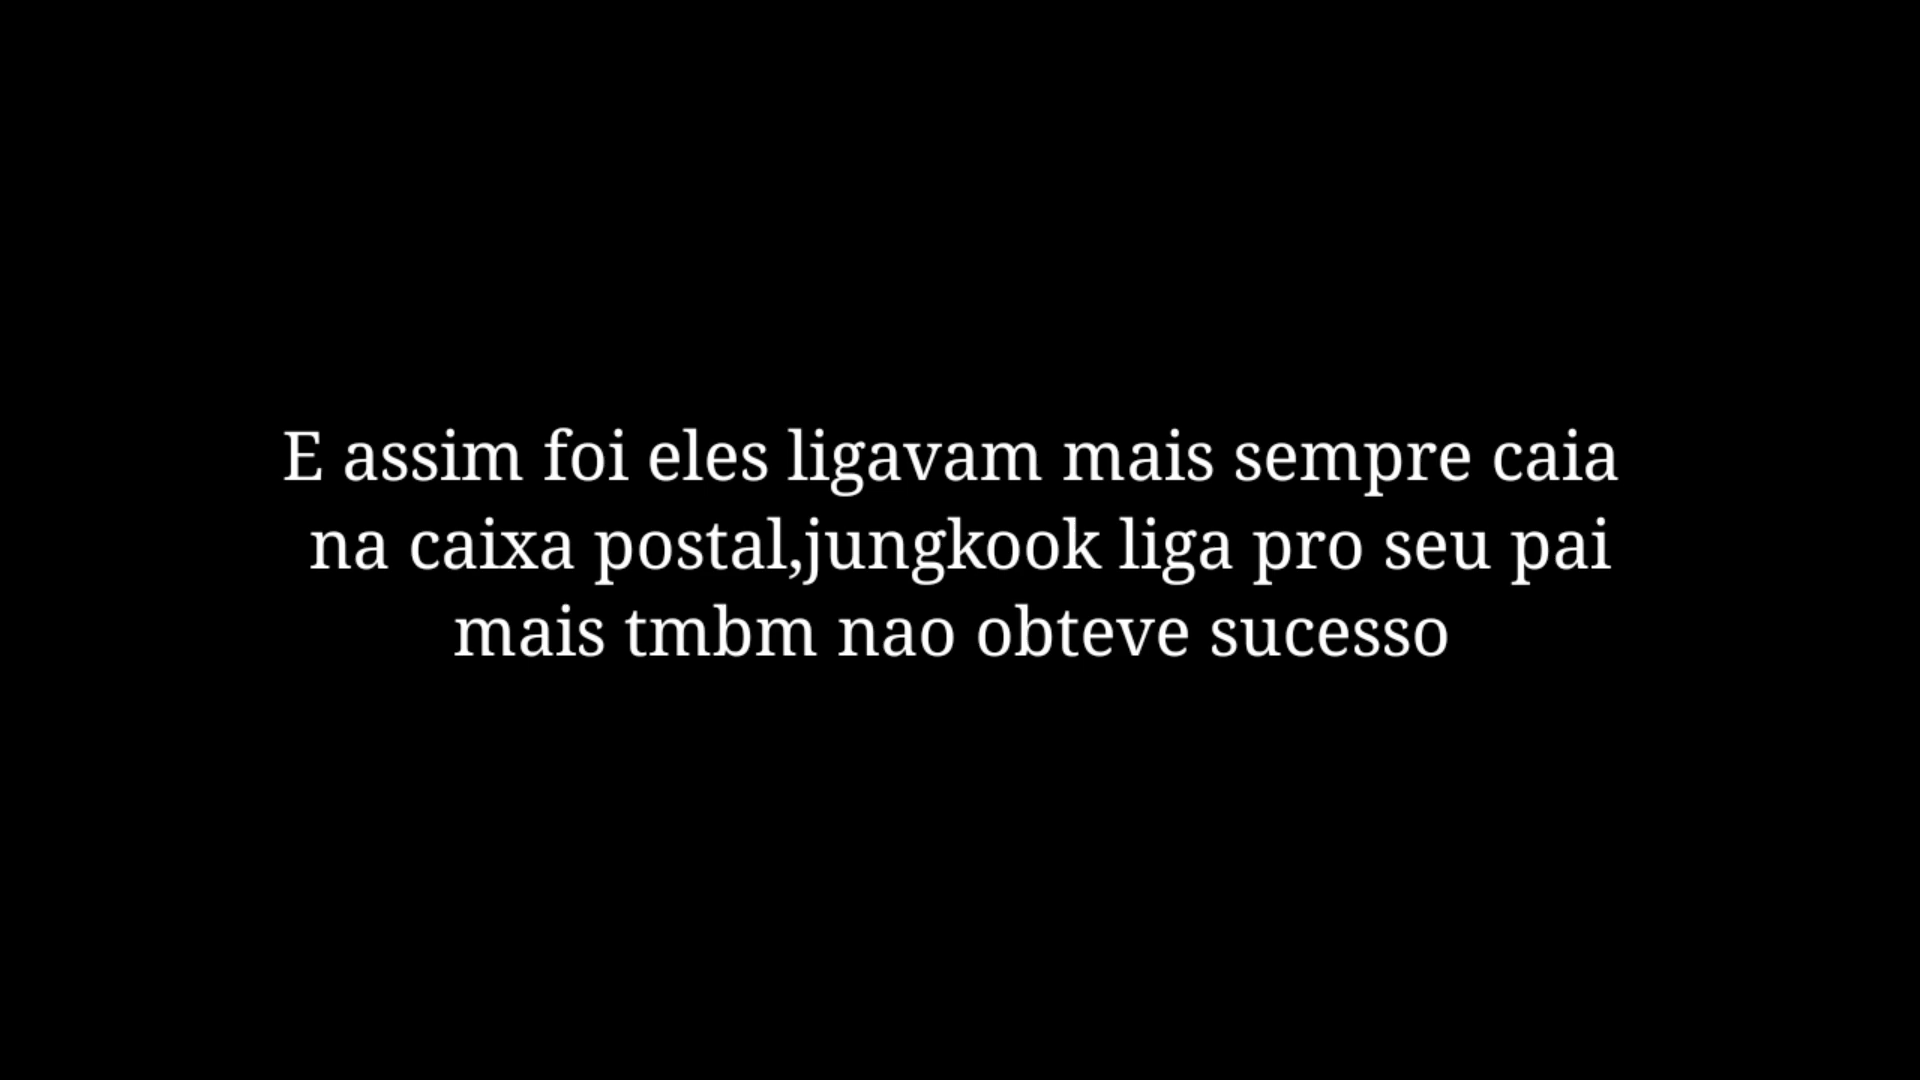 E assim foi eles ligavam mais sempre caia
na caixa postal,jungkook liga pro seu pai
mais tmbm nao obteve sucesso